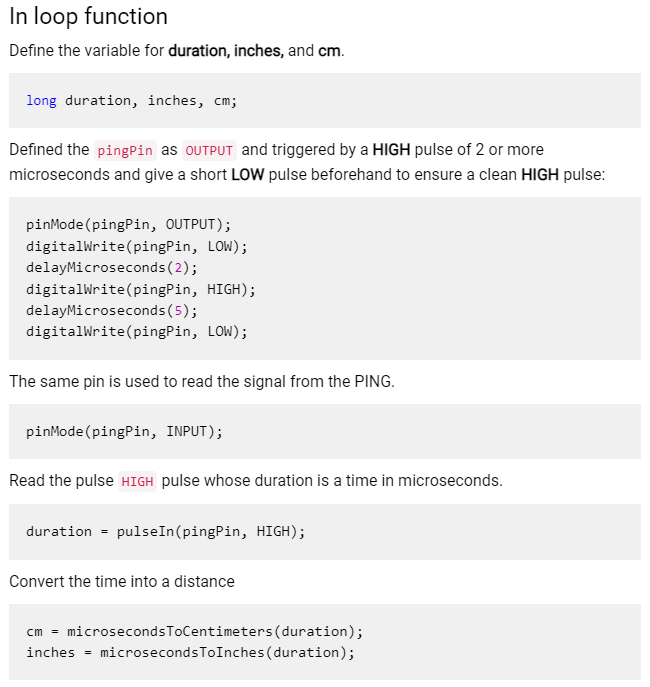 In loop function
Define the variable for duration, inches, and cm.
long duration, inches, cm;
Defined the pingPin as OUTPUT and triggered by a HIGH pulse of 2 or more
microseconds and give a short LOW pulse beforehand to ensure a clean HIGH pulse:
pinMode(pingPin, OUTPUT);
digitalWrite(pingPin, LOW);
delayMicroseconds(2);
digitalWrite(pingPin, HIGH);
delayMicroseconds(5);
digitalWrite(pingPin, LOW);
The same pin is used to read the signal from the PING.
pinMode(pingPin, INPUT);
Read the pulse HIGH pulse whose duration is a time in microseconds.
duration = pulseIn(pingPin, HIGH);
Convert the time into a distance
cm = microsecondsToCentimeters(duration);
inches = microsecondsToInches(duration);